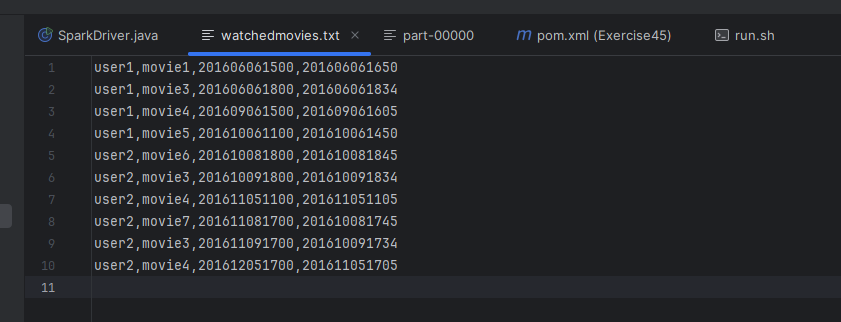 SparkDriver.java watchedmovies.txt part-00000 m pom.xml (Exercise45) run.sh
1 user1,movie1,201606061500,201606061650
2 user1,movie3,201606061800,201606061834
3 user1,movie4,201609061500,201609061605
4 user1,movie5,201610061100,201610061450
5 user2,movie6,201610081800,201610081845
6 user2,movie3,201610091800,201610091834
7 user2,movie4,201611051100,201611051105
8 user2,movie7,201611081700,201610081745
9 user2,movie3,201611091700,201610091734
10 user2,movie4,201612051700,201611051705
11